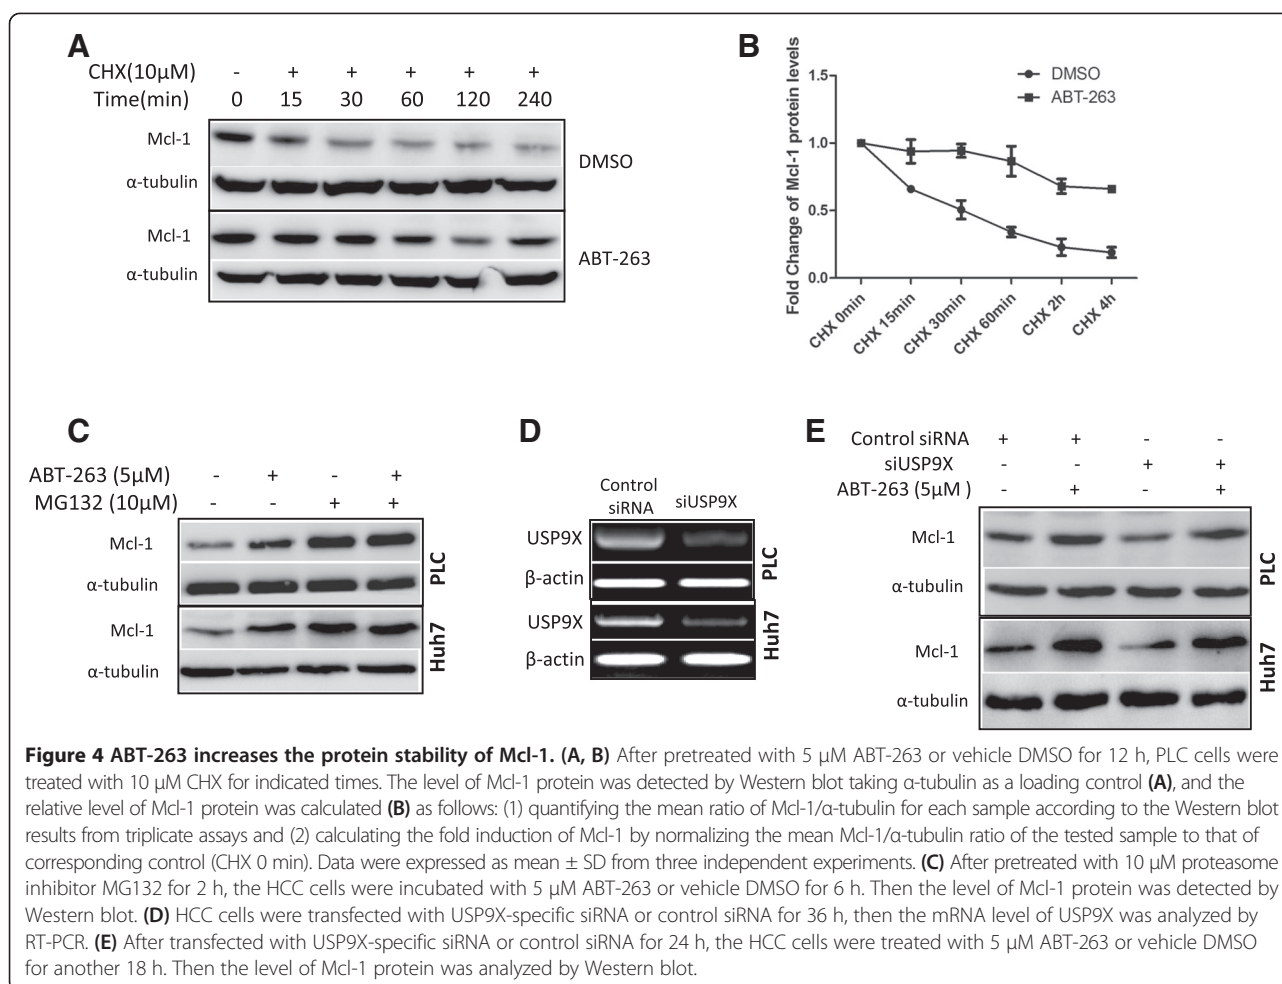 A
CHX(10μM) - + + + + +
Time(min) 0 15 30 60 120 240
Mcl-1
α-tubulin
DMSO
Mcl-1
α-tubulin
ABT-263
B
Fold Change of Mcl-1 protein levels
1.5
1.0
0.5
0.0
DMSO
ABT-263
CHX 0min
CHX 15min
CHX 30min
CHX 60min
CHX 2h
CHX 4h
C
ABT-263 (5μM) - + - +
MG132 (10μM) - - + +
Mcl-1
α-tubulin
PLC
Mcl-1
α-tubulin
Huh7
D
Control
siRNA siUSP9X
USP9X
β-actin
PLC
USP9X
β-actin
Huh7
E
Control siRNA + + - -
siUSP9X - - + +
ABT-263 (5μM ) - + - +
Mcl-1
α-tubulin
PLC
Mcl-1
α-tubulin
Huh7
Figure 4 ABT-263 increases the protein stability of Mcl-1. (A, B) After pretreated with 5 μM ABT-263 or vehicle DMSO for 12 h, PLC cells were
treated with 10 μM CHX for indicated times. The level of Mcl-1 protein was detected by Western blot taking α-tubulin as a loading control (A), and the
relative level of Mcl-1 protein was calculated (B) as follows: (1) quantifying the mean ratio of Mcl-1/α-tubulin for each sample according to the Western blot
results from triplicate assays and (2) calculating the fold induction of Mcl-1 by normalizing the mean Mcl-1/α-tubulin ratio of the tested sample to that of
corresponding control (CHX 0 min). Data were expressed as mean ± SD from three independent experiments. (C) After pretreated with 10 μM proteasome
inhibitor MG132 for 2 h, the HCC cells were incubated with 5 μM ABT-263 or vehicle DMSO for 6 h. Then the level of Mcl-1 protein was detected by
Western blot. (D) HCC cells were transfected with USP9X-specific siRNA or control siRNA for 36 h, then the mRNA level of USP9X was analyzed by
RT-PCR. (E) After transfected with USP9X-specific siRNA or control siRNA for 24 h, the HCC cells were treated with 5 μM ABT-263 or vehicle DMSO
for another 18 h. Then the level of Mcl-1 protein was analyzed by Western blot.